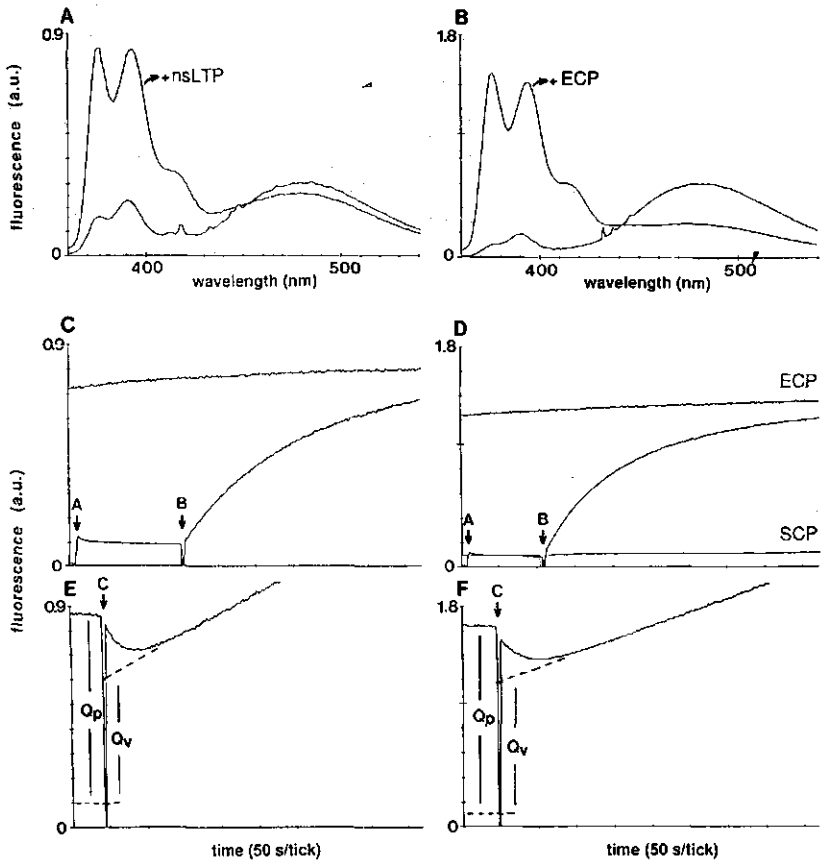 A
B
0.9
1.8
+nsLTP
+ECP
fluorescence (a.u.)
0
0
400
500
400
500
wavelength (nm)
wavelength (nm)
C
D
0.9
1.8
ECP
A
B
A
B
SCP
0
0
fluorescence (a.u.)
E
F
0.9
1.8
C
C
Qp
Qv
Qp
Qv
0
0
time (50 s/tick)
time (50 s/tick)